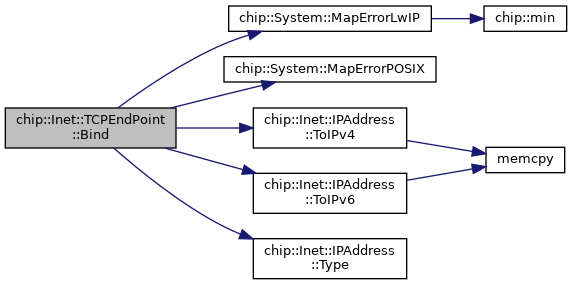 chip::System::MapErrorLwIP
chip::min
chip::System::MapErrorPOSIX
chip::Inet::TCPEndPoint
::Bind
chip::Inet::IPAddress
::ToIPv4
memcpy
chip::Inet::IPAddress
::ToIPv6
chip::Inet::IPAddress
::Type